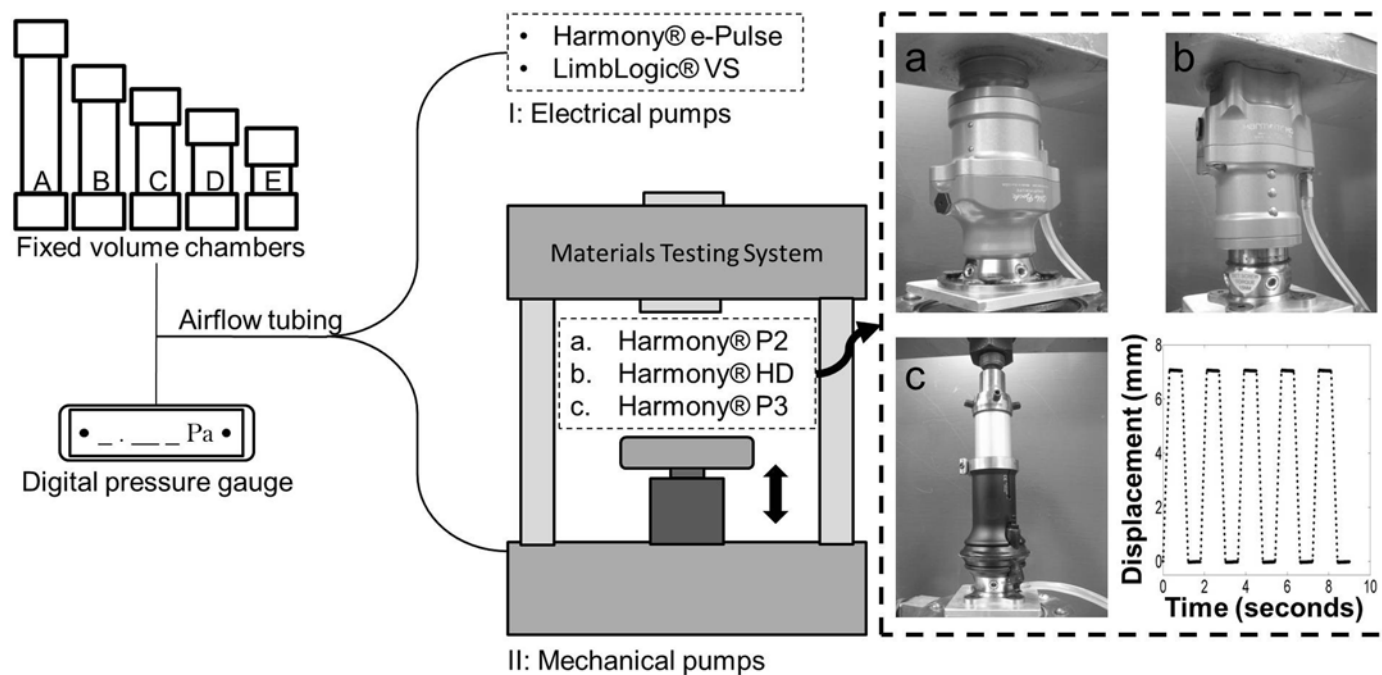 • Harmony® e-Pulse
• LimbLogic® VS
I: Electrical pumps
A B C D E
Fixed volume chambers
Airflow tubing
• _ . __ _ Pa •
Digital pressure gauge
Materials Testing System
a. Harmony® P2
b. Harmony® HD
c. Harmony® P3
II: Mechanical pumps
a
b
c
Displacement (mm)
8
6
4
2
0
0 2 4 6 8 10
Time (seconds)